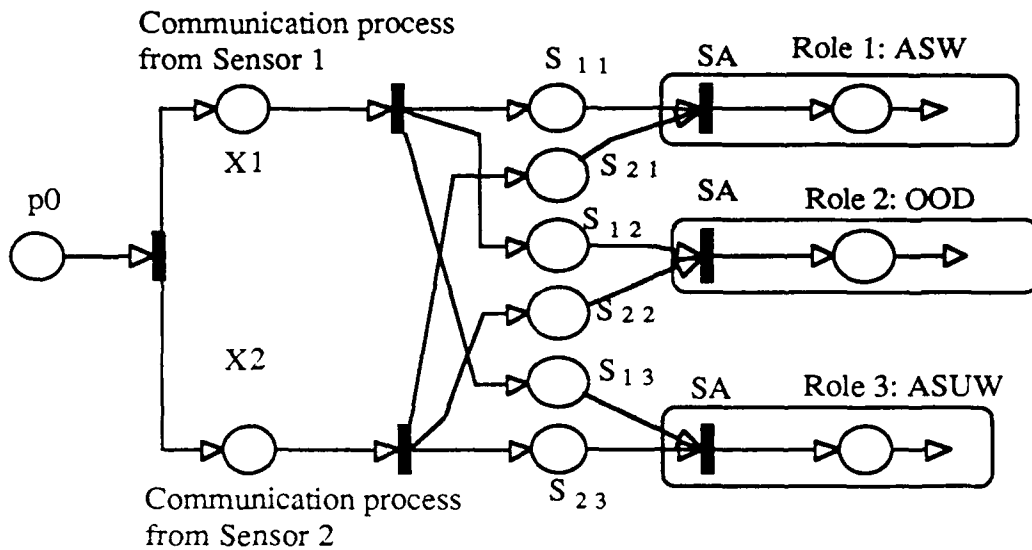 Communication process
from Sensor 1
S 1 1
SA
Role 1: ASW
X1
S 2 1
p0
SA
Role 2: OOD
S 1 2
S 2 2
X2
S 1 3
SA
Role 3: ASUW
S 2 3
Communication process
from Sensor 2